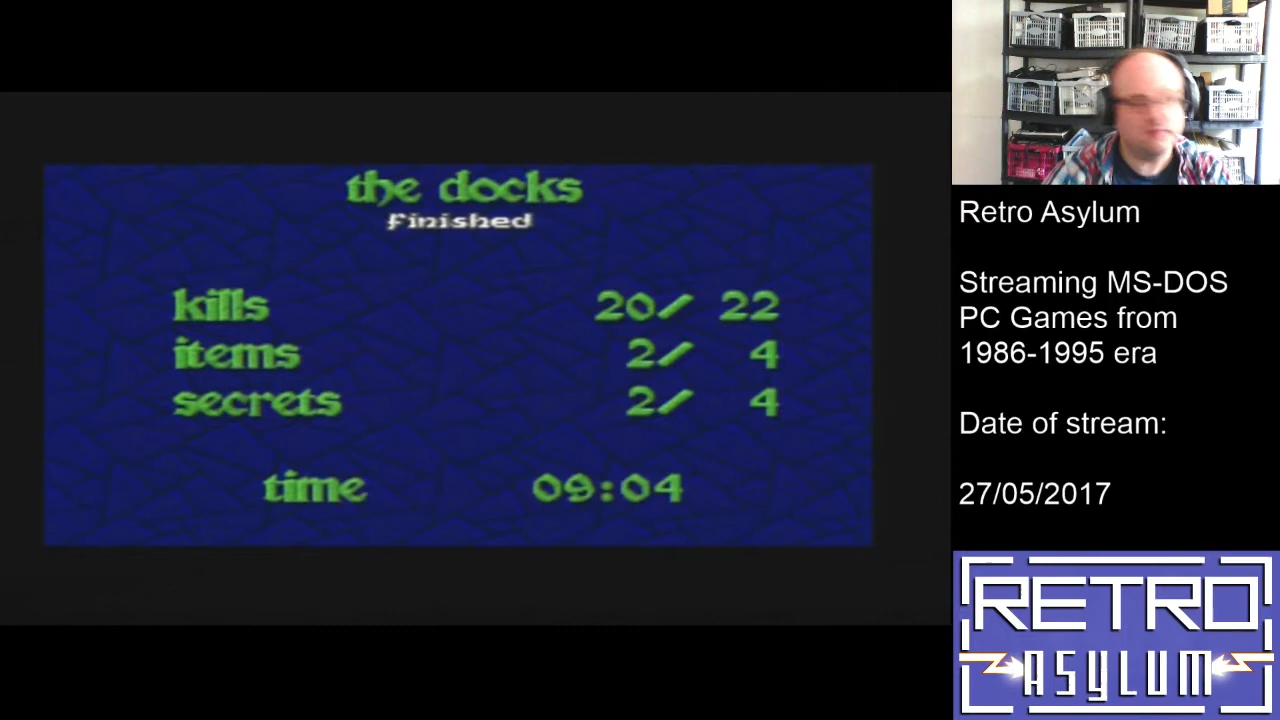 the docks
finished
kills 20/ 22
items 2/ 4
secrets 2/ 4
time 09:04
Retro Asylum
Streaming MS-DOS
PC Games from
1986-1995 era
Date of stream:
27/05/2017
RETRO
ASYLUM